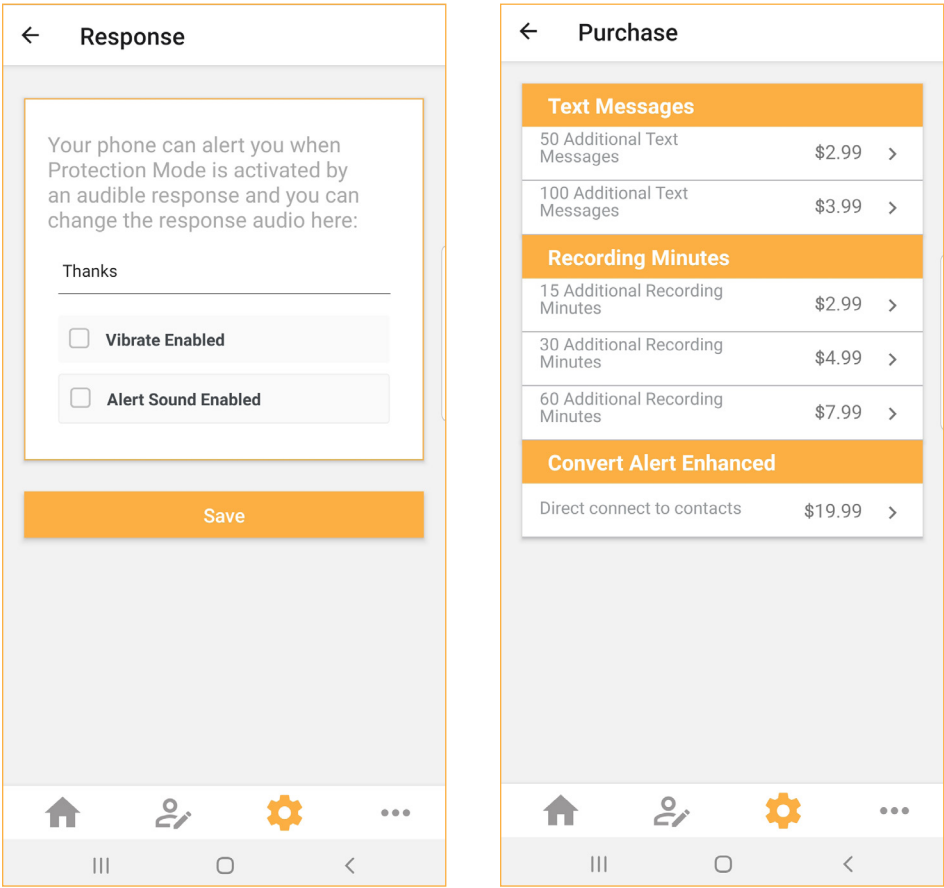 Response
Your phone can alert you when
Protection Mode is activated by
an audible response and you can
change the response audio here:
Thanks
Vibrate Enabled
Alert Sound Enabled
Save
Purchase
Text Messages
50 Additional Text
Messages
$2.99
100 Additional Text
Messages
$3.99
Recording Minutes
15 Additional Recording
Minutes
$2.99
30 Additional Recording
Minutes
$4.99
60 Additional Recording
Minutes
$7.99
Convert Alert Enhanced
Direct connect to contacts
$19.99